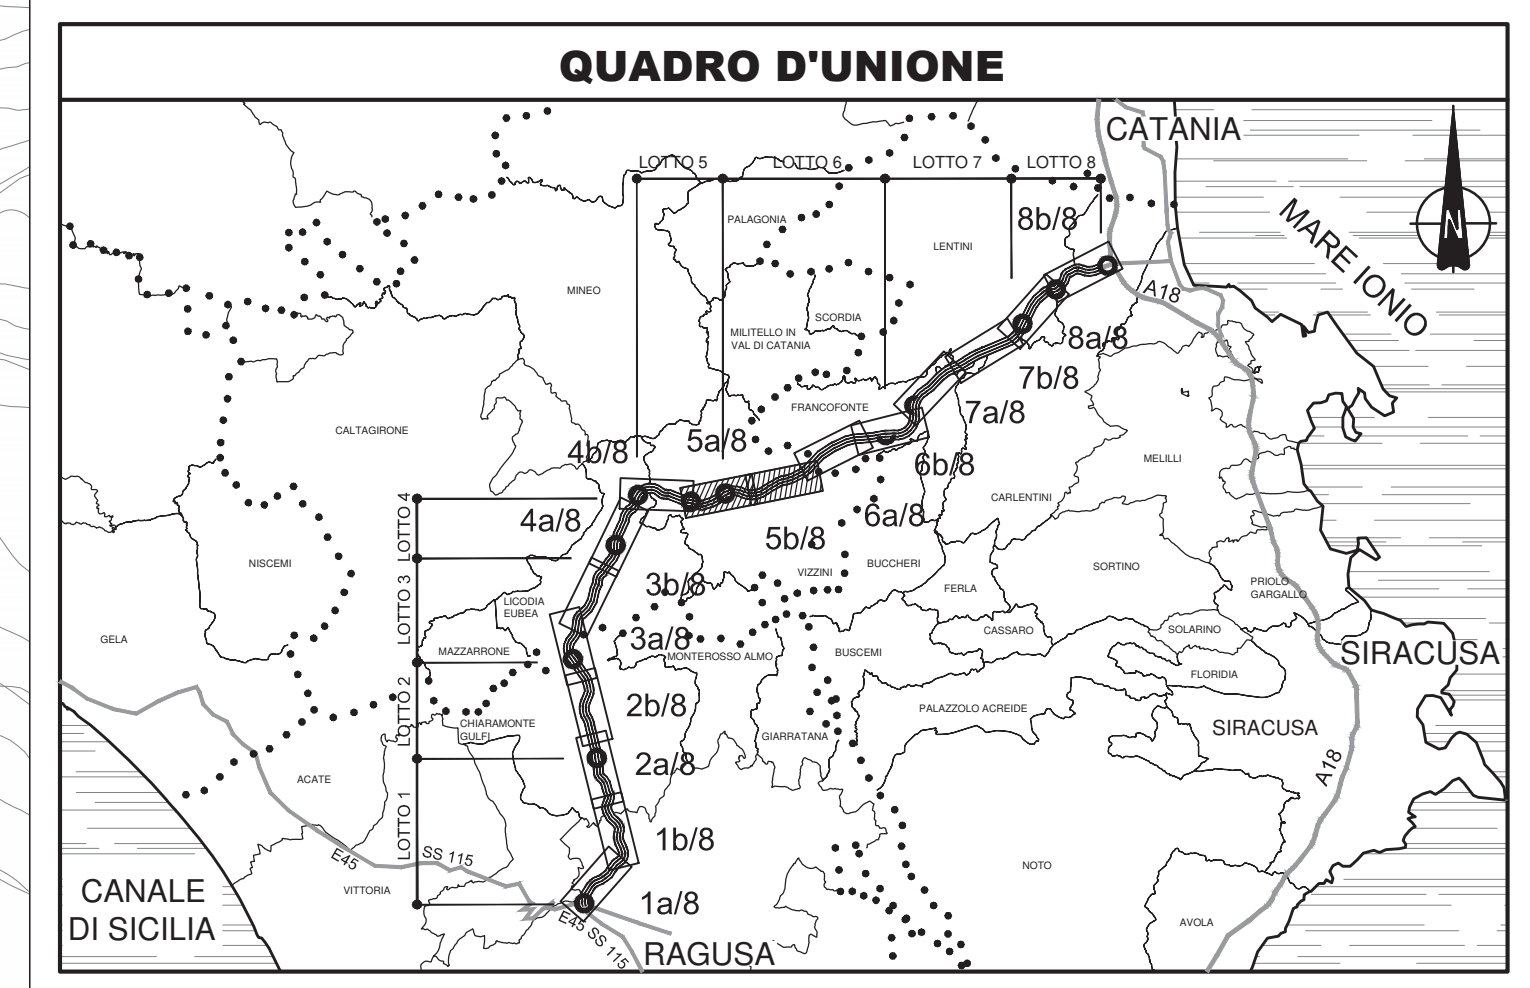 QUADRO D'UNIONE
CATANIA
LOTTO 5
LOTTO 6
LOTTO 7
LOTTO 8
8b/8
PALAGONIA
LENTINI
MARE IONIO
N
MINEO
A18
SCORDIA
MILITELLO IN
VAL DI CATANIA
8a/8
7b/8
FRANCOFONTE
7a/8
CALTAGIRONE
4b/8
5a/8
6b/8
MELILLI
CARLENTINI
LOTTO 4
4a/8
6a/8
5b/8
NISCEMI
VIZZINI
BUCCHERI
SORTINO
3b/8
FERLA
PRIOLO
GARGALLO
LICODIA
EUBEA
LOTTO 3
GELA
3a/8
CASSARO
SOLARINO
MAZZARRONE
MONTEROSSO ALMO
BUSCEMI
SIRACUSA
FLORIDIA
LOTTO 2
2b/8
PALAZZOLO ACREIDE
CHIARAMONTE
GULFI
GIARRATANA
SIRACUSA
2a/8
A18
ACATE
LOTTO 1
1b/8
E45
SS 115
NOTO
VITTORIA
CANALE
DI SICILIA
1a/8
E45 SS 115
AVOLA
RAGUSA